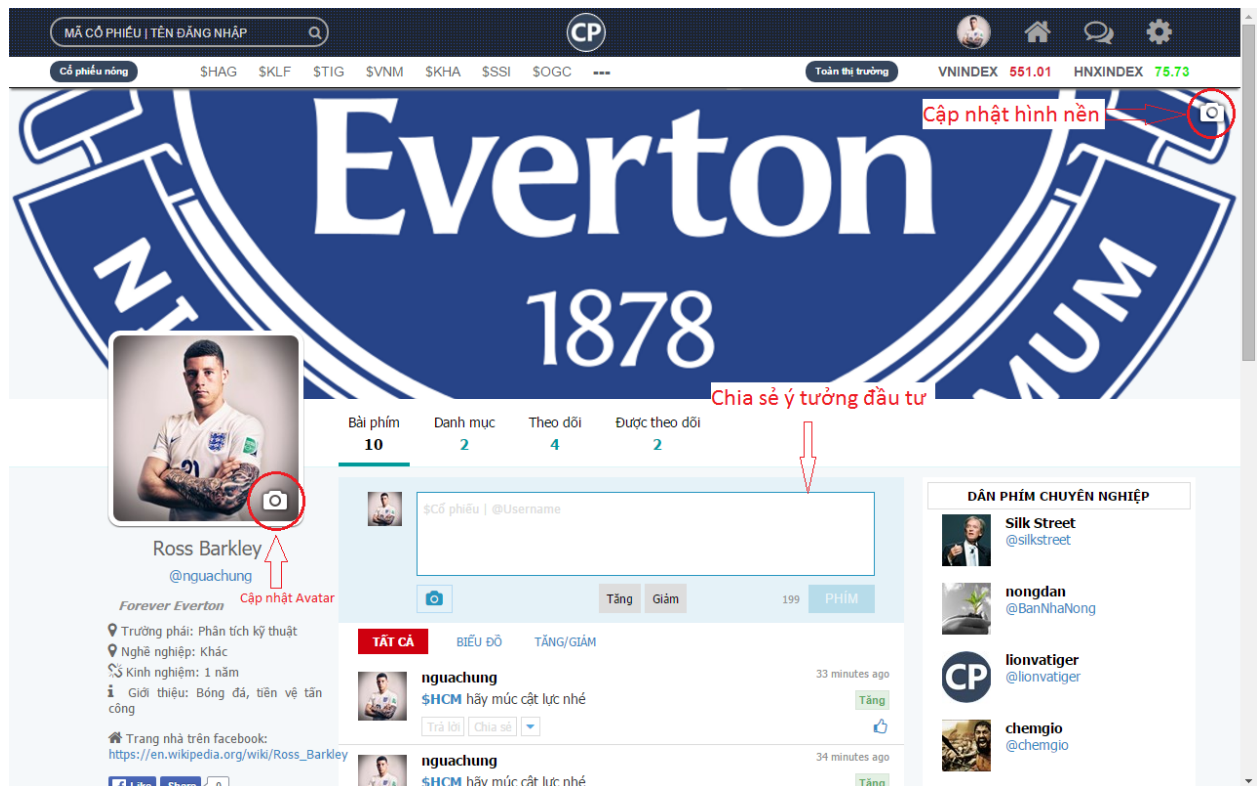 MÃ CỔ PHIẾU | TÊN ĐĂNG NHẬP
CP
Cổ phiếu nóng $HAG $KLF $TIG $VNM $KHA $SSI $OGC --- Toàn thị trường VNINDEX 551.01 HNXINDEX 75.73
Cập nhật hình nền
Everton
1878
NI
MUM
Chia sẻ ý tưởng đầu tư
Bài phím Danh mục Theo dõi Được theo dõi
10 2 4 2
$Cổ phiếu | @Username
Tăng Giảm 199 PHÍM
Ross Barkley
@nguachung
Cập nhật Avatar
Forever Everton
Trường phái: Phân tích kỹ thuật
Nghề nghiệp: Khác
Kinh nghiệm: 1 năm
Giới thiệu: Bóng đá, tiền vệ tấn
công
Trang nhà trên facebook:
https://en.wikipedia.org/wiki/Ross_Barkley
Like Share 0
TẤT CẢ BIỂU ĐỒ TĂNG/GIẢM
nguachung 33 minutes ago
$HCM hãy múc cật lực nhé Tăng
Trả lời Chia sẻ
nguachung 34 minutes ago
$HCM hãy múc cật lực nhé Tăng
DÂN PHÍM CHUYÊN NGHIỆP
Silk Street
@silkstreet
nongdan
@BanNhaNong
CP
lionvatiger
@lionvatiger
chemgio
@chemgio